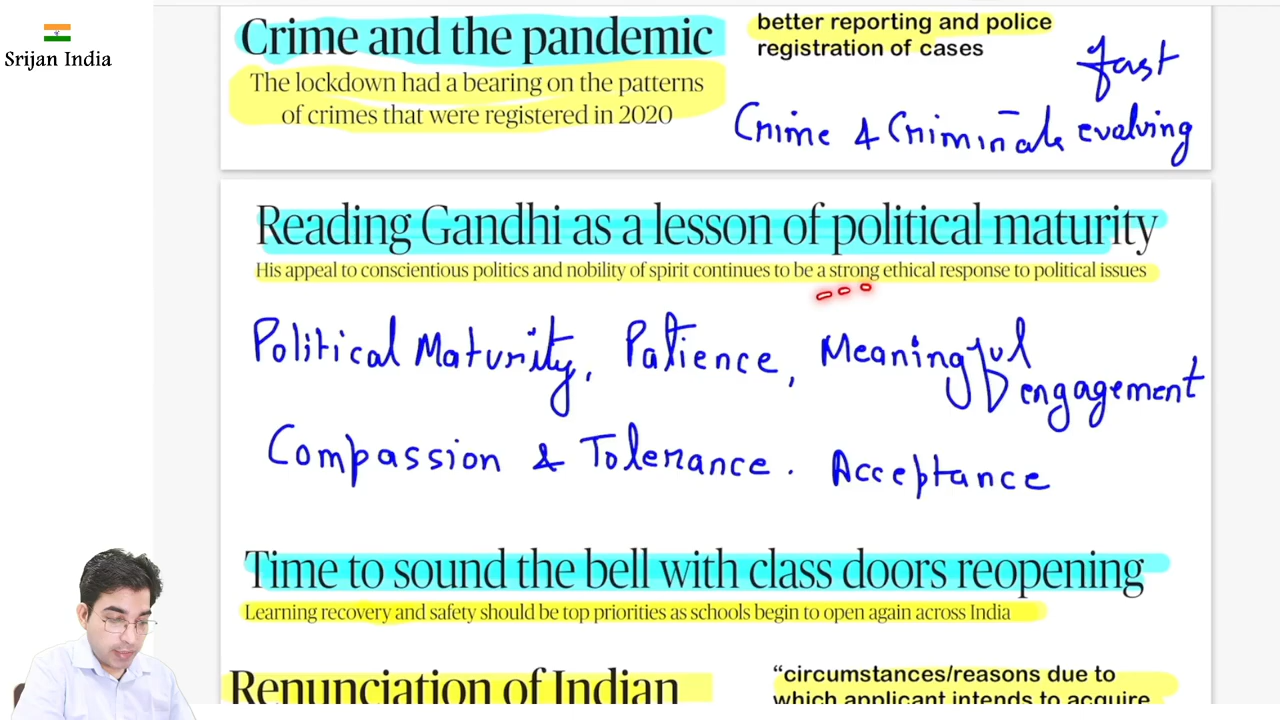 Srijan India
Crime and the pandemic
The lockdown had a bearing on the patterns
of crimes that were registered in 2020
better reporting and police
registration of cases
fast
Crime & Criminals evolving
Reading Gandhi as a lesson of political maturity
His appeal to conscientious politics and nobility of spirit continues to be a strong ethical response to political issues
Political Maturity, Patience, Meaningful
engagement
Compassion & Tolerance. Acceptance
Time to sound the bell with class doors reopening
Learning recovery and safety should be top priorities as schools begin to open again across India
Renunciation of Indian
“circumstances/reasons due to
which applicant intends to acquire